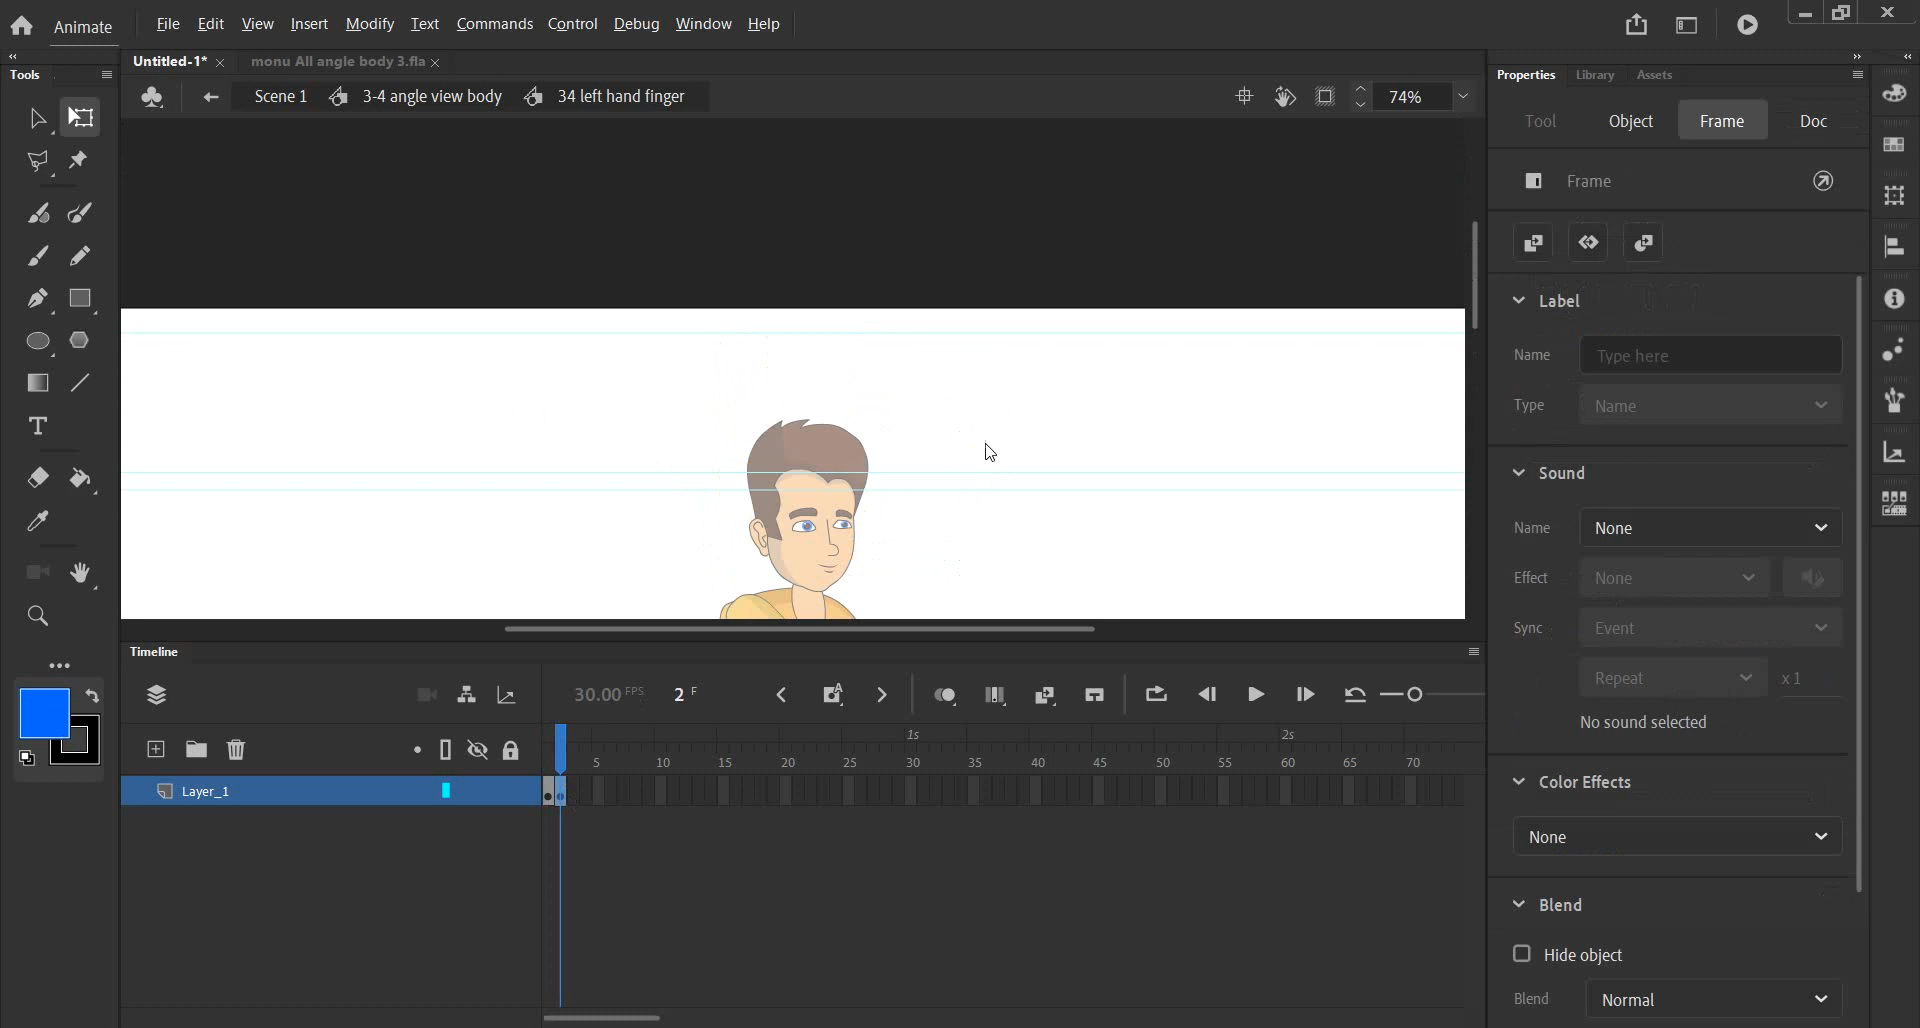 Animate File Edit View Insert Modify Text Commands Control Debug Window Help
Tools
Untitled-1* monu All angle body 3.fla
Scene 1 3-4 angle view body 34 left hand finger 74%
Properties Library Assets
Tool Object Frame Doc
Frame
Label
Name Type here
Type Name
Sound
Name None
Effect None
Sync Event
Repeat x 1
No sound selected
Color Effects
None
Blend
Hide object
Blend Normal
T
Timeline
30.00 FPS 2 F
1s 2s
5 10 15 20 25 30 35 40 45 50 55 60 65 70
Layer_1